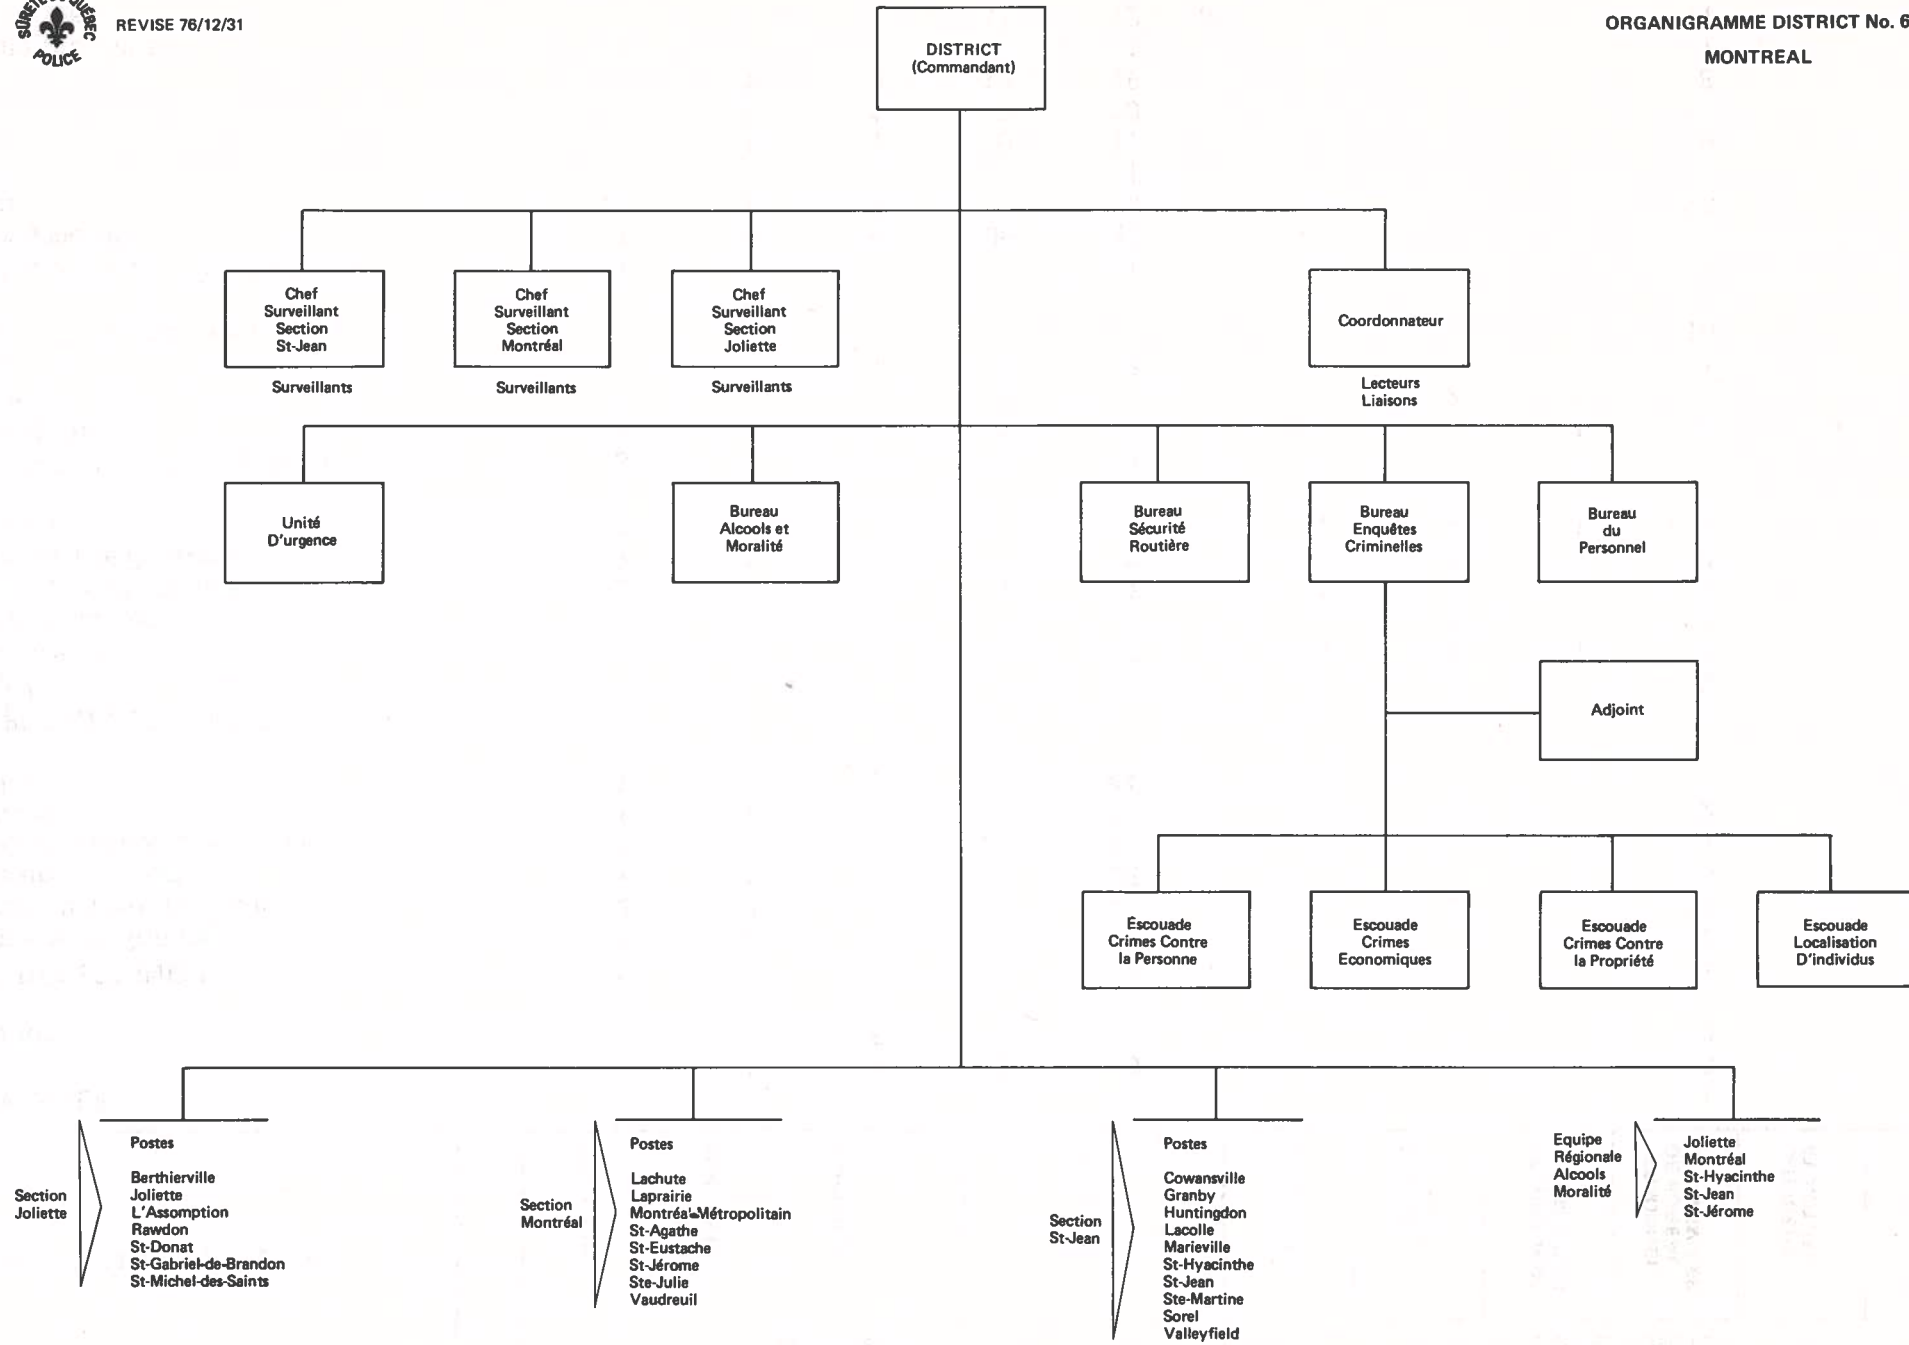 SÛRETÉ DU QUÉBEC
POLICE
REVISE 76/12/31
ORGANIGRAMME DISTRICT No. 6
MONTREAL
DISTRICT
(Commandant)
Chef
Surveillant
Section
St-Jean
Surveillants
Chef
Surveillant
Section
Montréal
Surveillants
Chef
Surveillant
Section
Joliette
Surveillants
Coordonnateur
Lecteurs
Liaisons
Unité
D'urgence
Bureau
Alcools et
Moralité
Bureau
Sécurité
Routière
Bureau
Enquêtes
Criminelles
Bureau
du
Personnel
Adjoint
Escouade
Crimes Contre
la Personne
Escouade
Crimes
Economiques
Escouade
Crimes Contre
la Propriété
Escouade
Localisation
D'individus
Section
Joliette
Postes
Berthierville
Joliette
L'Assomption
Rawdon
St-Donat
St-Gabriel-de-Brandon
St-Michel-des-Saints
Section
Montréal
Postes
Lachute
Laprairie
Montréal-Métropolitain
St-Agathe
St-Eustache
St-Jérôme
Ste-Julie
Vaudreuil
Section
St-Jean
Postes
Cowansville
Granby
Huntingdon
Lacolle
Marieville
St-Hyacinthe
St-Jean
Ste-Martine
Sorel
Valleyfield
Equipe
Régionale
Alcools
Moralité
Joliette
Montréal
St-Hyacinthe
St-Jean
St-Jérome